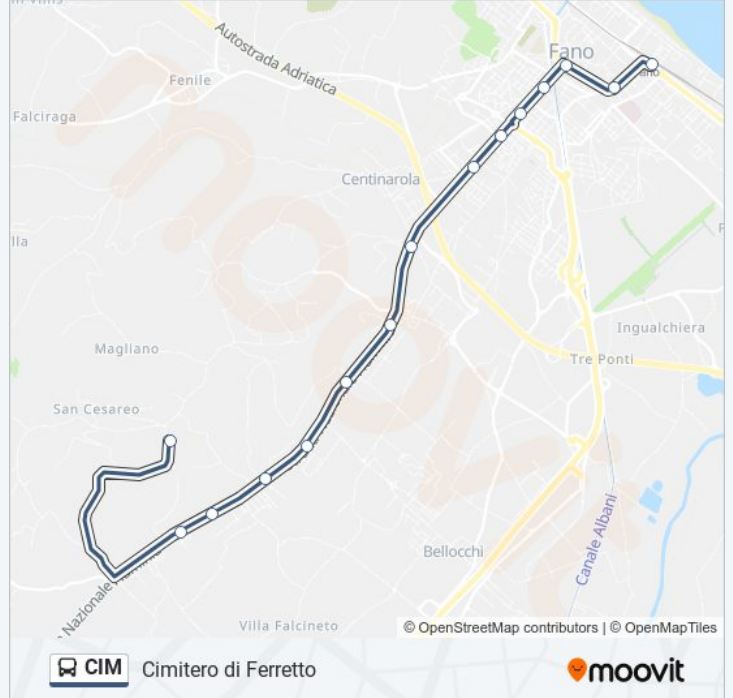 Autostrada Adriatica
Fano
Fenile
Falciraga
Centinarola
lla
Ingualchiera
Magliano
Tre Ponti
San Cesareo
Canale Albani
Bellocchi
Nazionale
Villa Falcineto
© OpenStreetMap contributors | © OpenMapTiles
CIM Cimitero di Ferretto
moovit